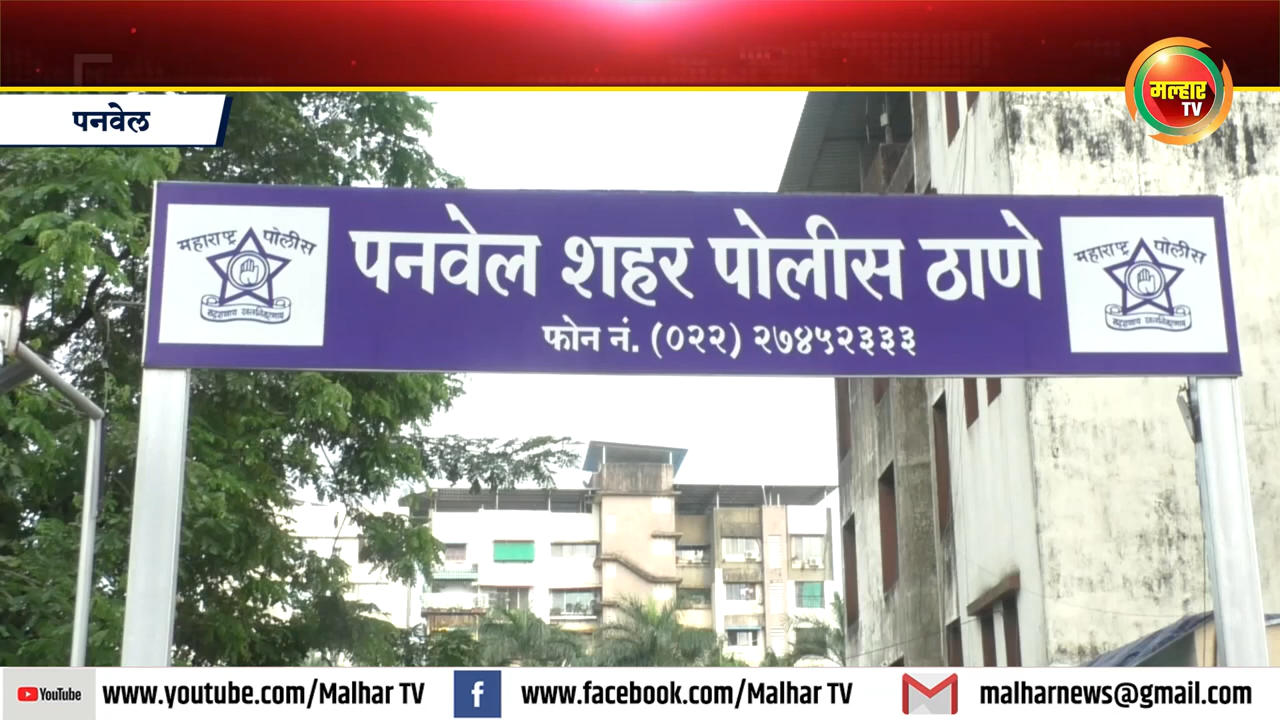 मल्हार
TV
पनवेल
महाराष्ट्र पोलीस
पनवेल शहर पोलीस ठाणे
फोन नं. (०२२) २७४५२३३३
महाराष्ट्र पोलीस
YouTube
www.youtube.com/Malhar TV
www.facebook.com/Malhar TV
malharnews@gmail.com